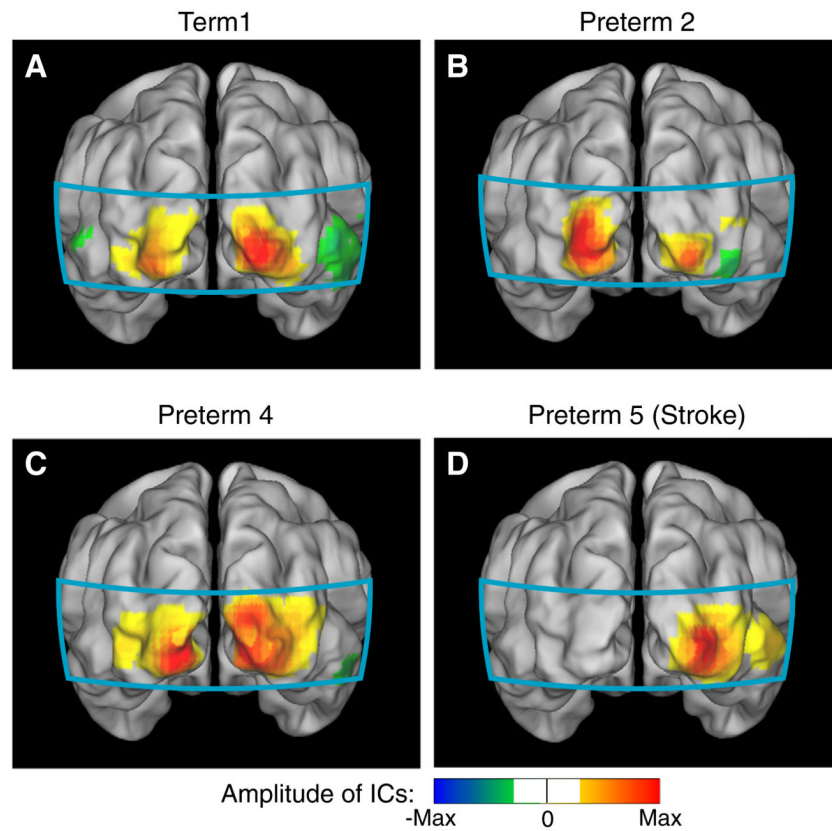 Term1
Preterm 2
A
B
Preterm 4
Preterm 5 (Stroke)
C
D
Amplitude of ICs:
-Max 0 Max